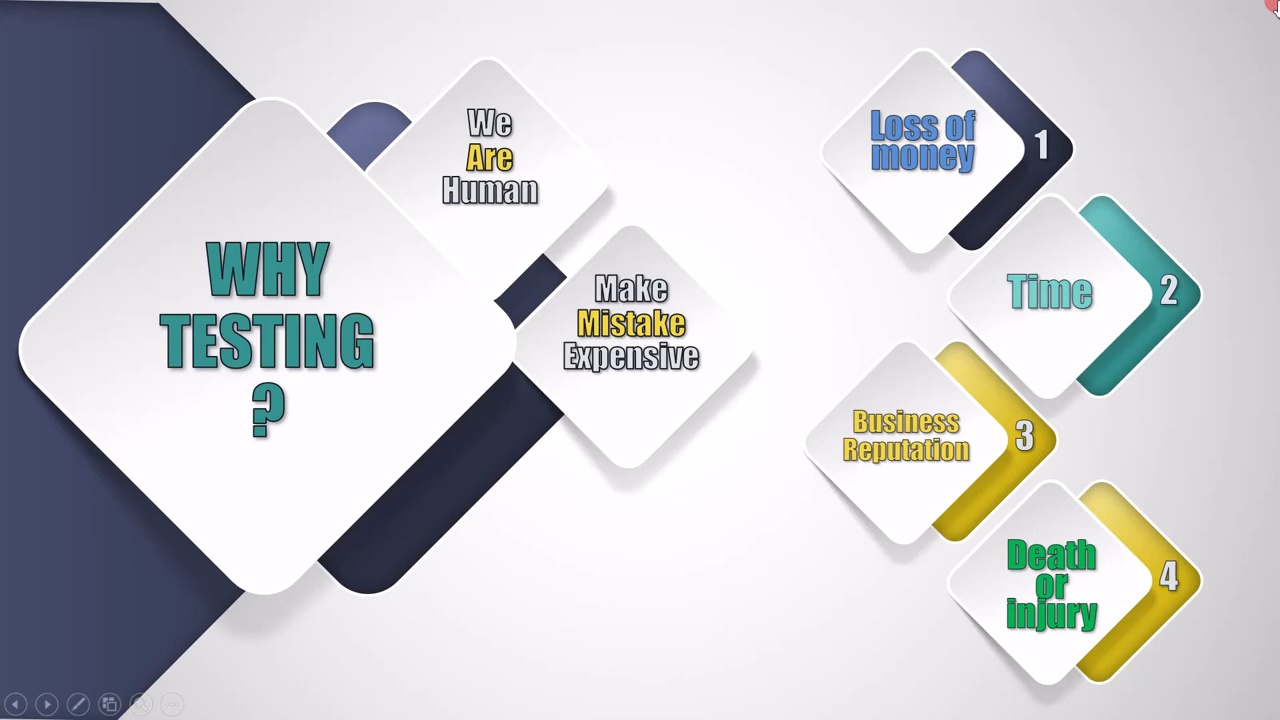 WHY
TESTING
?
We
Are
Human
Make
Mistake
Expensive
Loss of
money
1
Time
2
Business
Reputation
3
Death
or
injury
4